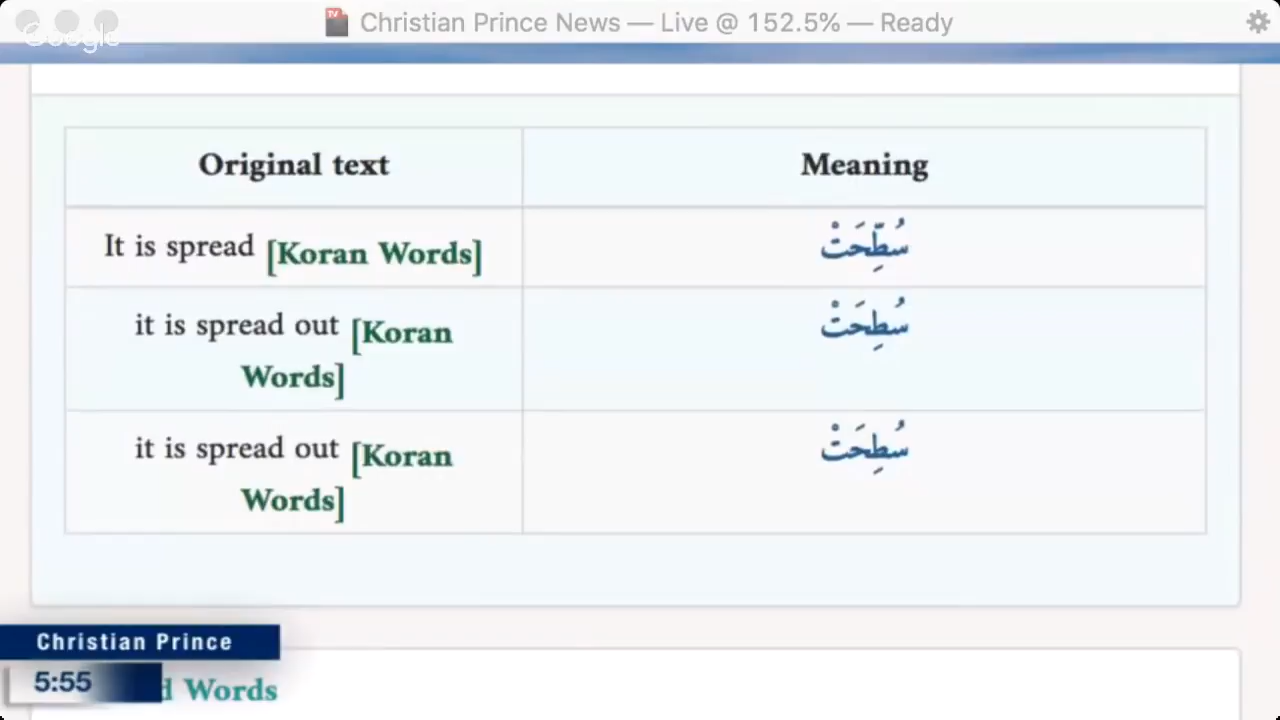 Google
Christian Prince News — Live @ 152.5% — Ready
Original text
Meaning
It is spread [Koran Words]
سُطِّحَتْ
it is spread out [Koran
Words]
سُطِحَتْ
it is spread out [Koran
Words]
سُطِحَتْ
Christian Prince
5:55
d Words